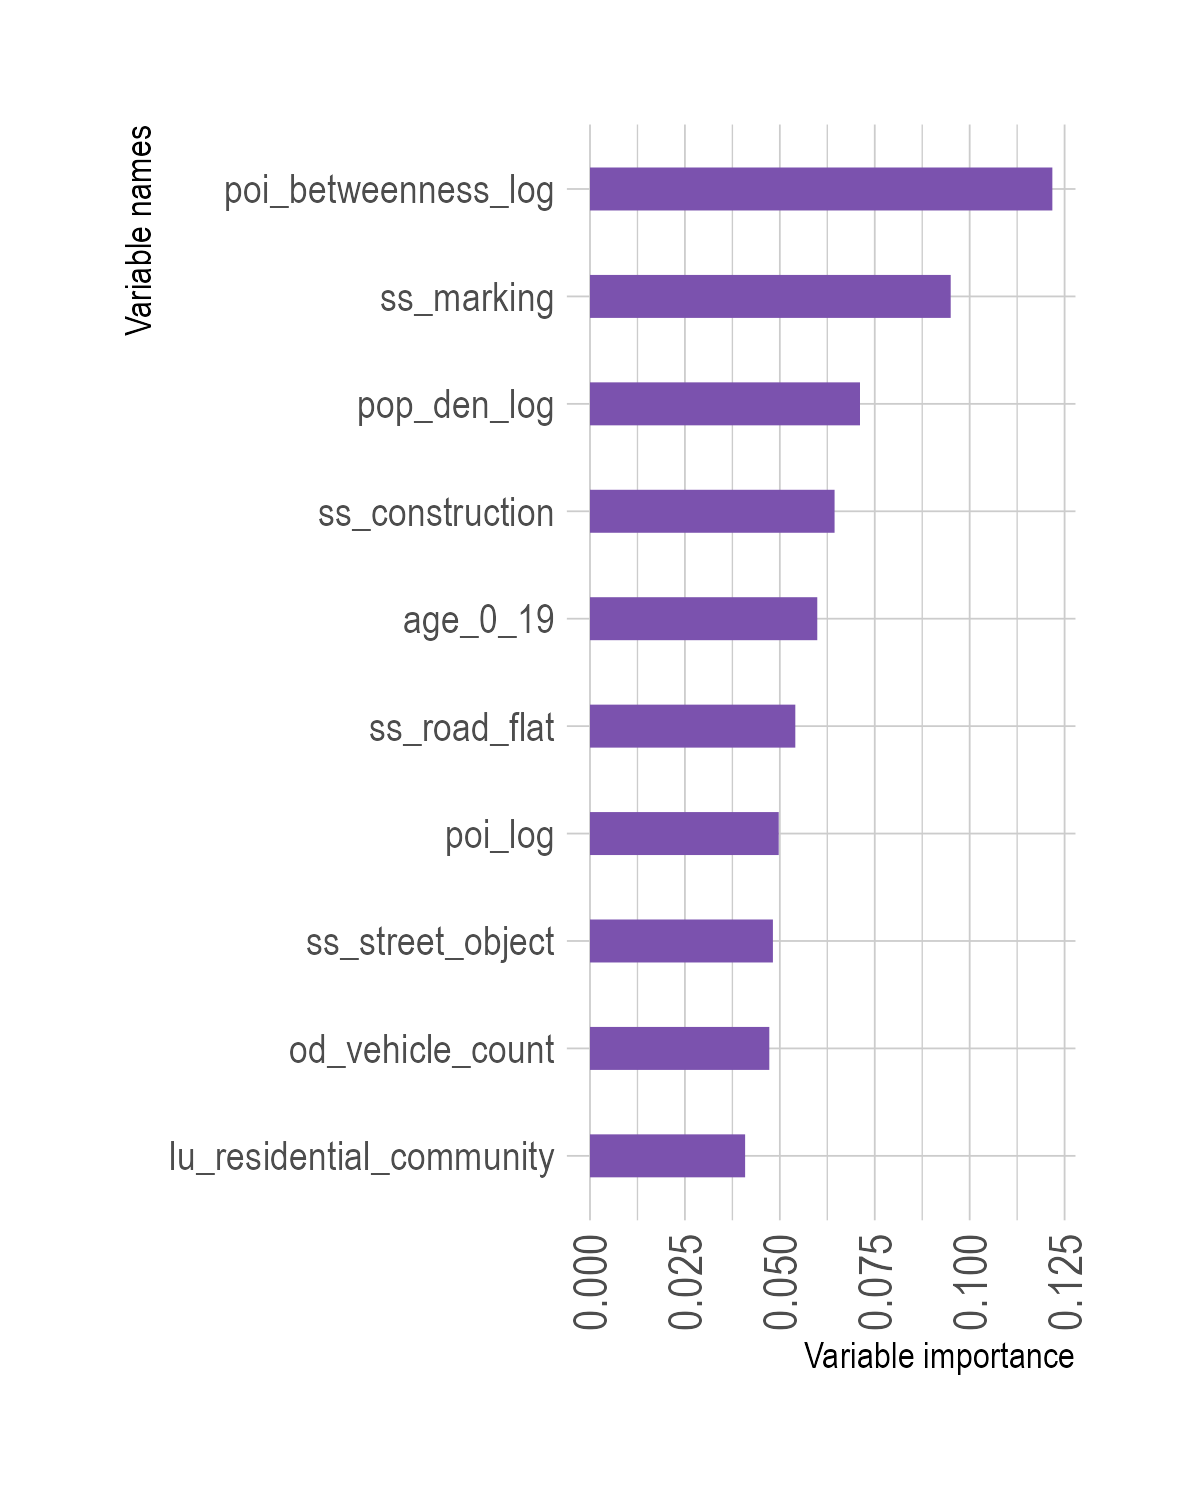 Variable names
poi_betweenness_log
ss_marking
pop_den_log
ss_construction
age_0_19
ss_road_flat
poi_log
ss_street_object
od_vehicle_count
lu_residential_community
0.000
0.025
0.050
0.075
0.100
0.125
Variable importance